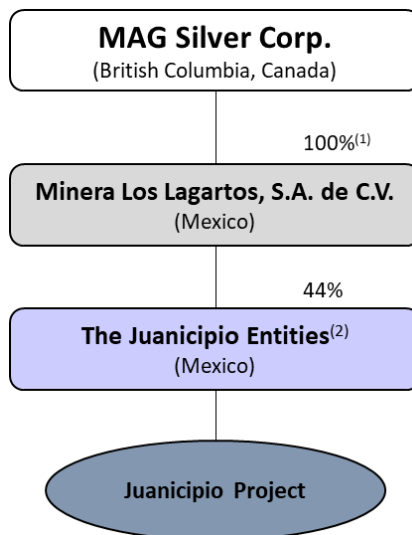 MAG Silver Corp.
(British Columbia, Canada)
100%(1)
Minera Los Lagartos, S.A. de C.V.
(Mexico)
44%
The Juanicipio Entities(2)
(Mexico)
Juanicipio Project